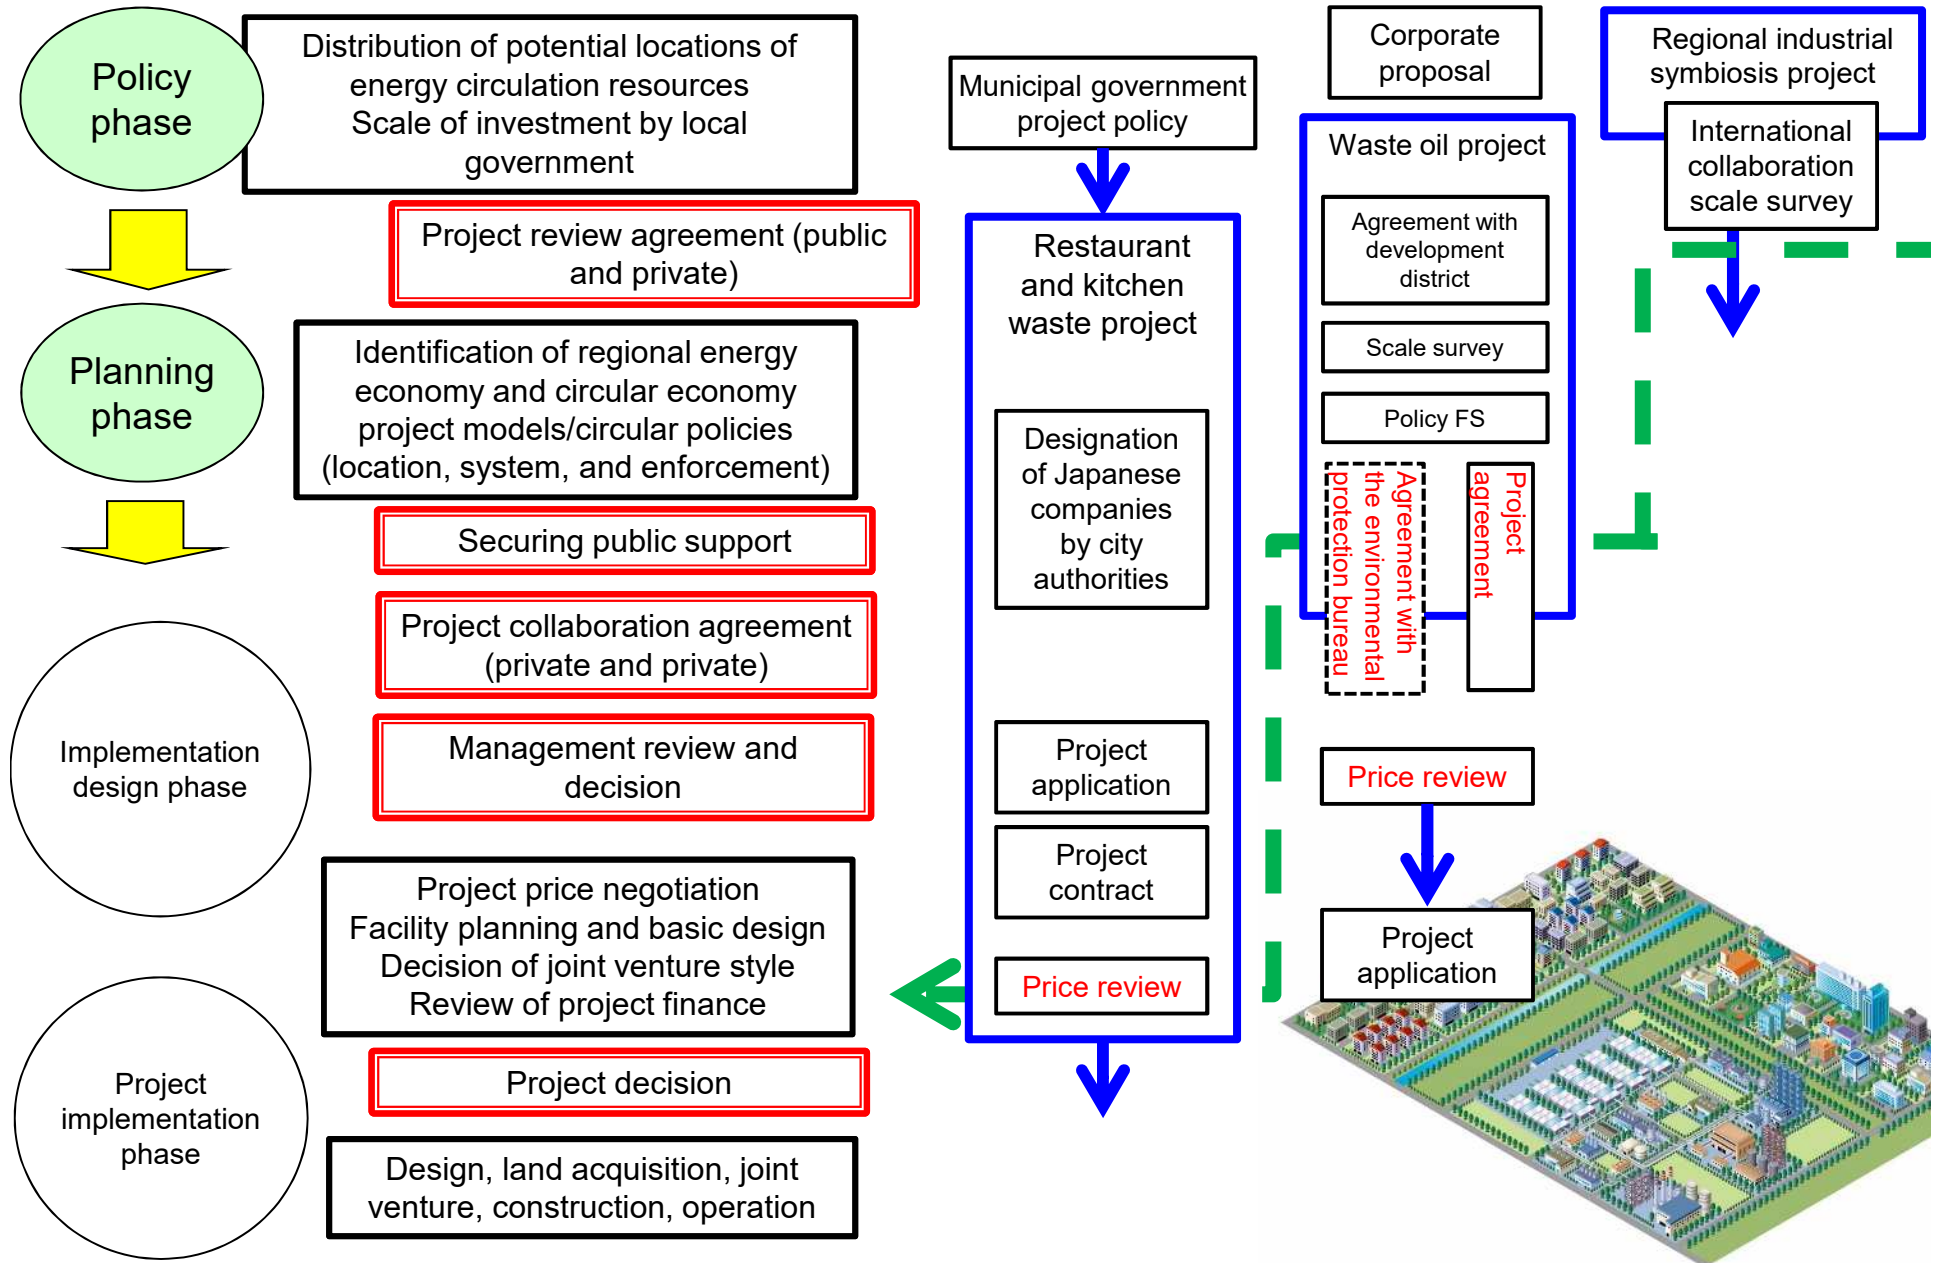 Policy
phase
Distribution of potential locations of
energy circulation resources
Scale of investment by local
government
Project review agreement (public
and private)
Planning
phase
Identification of regional energy
economy and circular economy
project models/circular policies
(location, system, and enforcement)
Securing public support
Project collaboration agreement
(private and private)
Implementation
design phase
Management review and
decision
Project price negotiation
Facility planning and basic design
Decision of joint venture style
Review of project finance
Project
implementation
phase
Project decision
Design, land acquisition, joint
venture, construction, operation
Municipal government
project policy
Restaurant
and kitchen
waste project
Designation
of Japanese
companies
by city
authorities
Project
application
Project
contract
Price review
Corporate
proposal
Waste oil project
Agreement with
development
district
Scale survey
Policy FS
Agreement with
the environmental
protection bureau
Project
agreement
Price review
Project
application
Regional industrial
symbiosis project
International
collaboration
scale survey